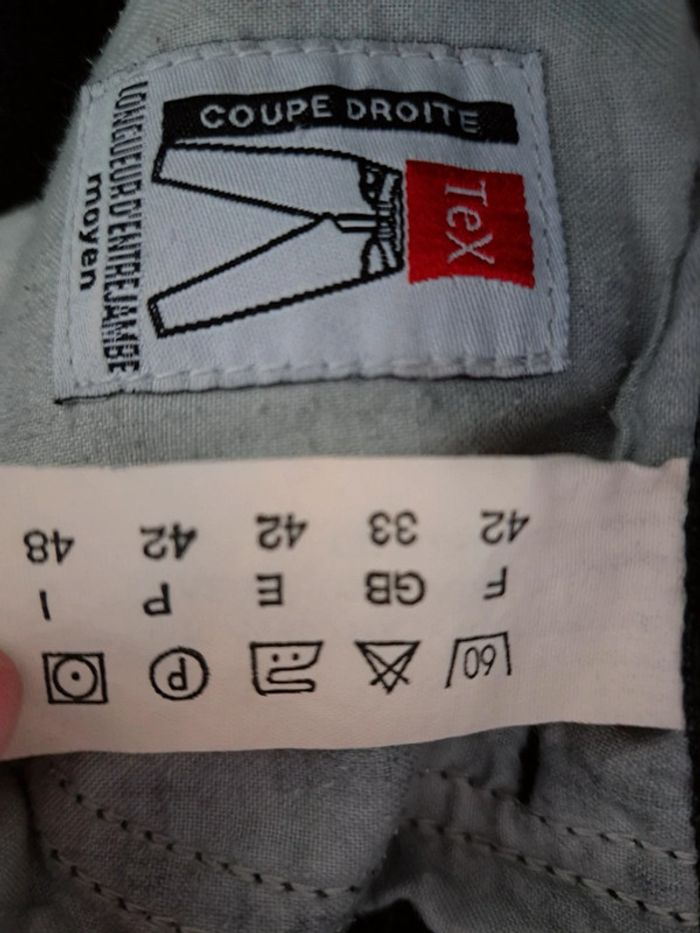 COUPE DROITE
TeX
LONGUEUR D'ENTREJAMBE
moyen
60 P
F GB E P I
42 33 42 42 48